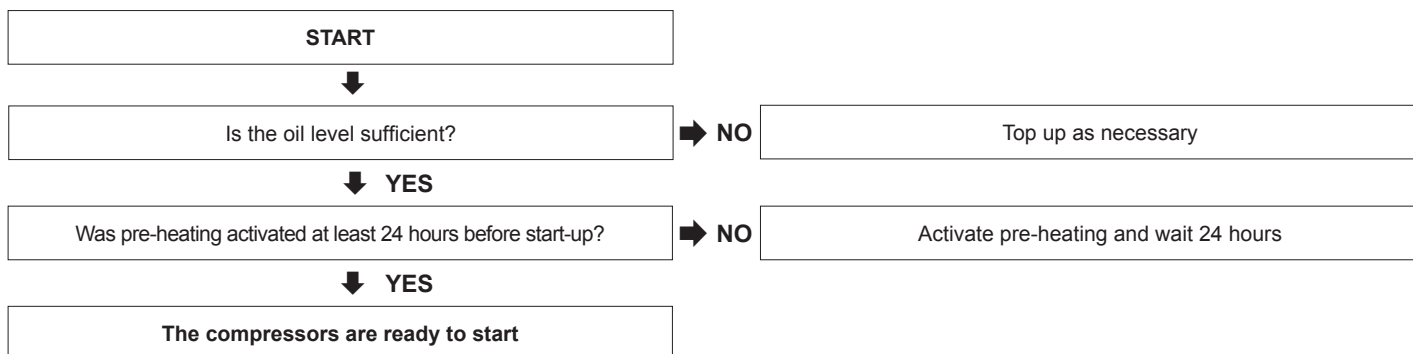 START
Is the oil level sufficient?
NO
Top up as necessary
YES
Was pre-heating activated at least 24 hours before start-up?
NO
Activate pre-heating and wait 24 hours
YES
The compressors are ready to start